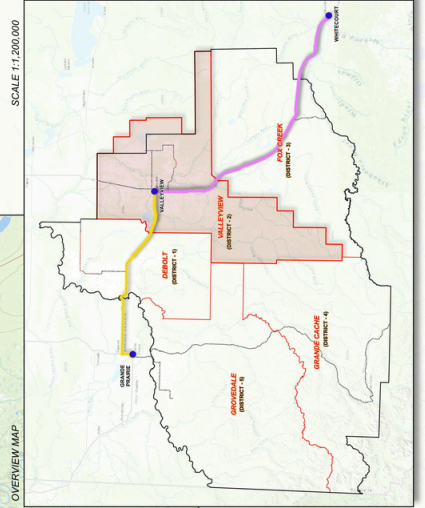 OVERVIEW MAP
SCALE 1:1,200,000
WHITECOURT
FOX CREEK
(DISTRICT - 3)
VALLEYVIEW
VALLEYVIEW
(DISTRICT - 2)
DEBOLT
(DISTRICT - 1)
GRANDE
PRAIRIE
GRANDE CACHE
(DISTRICT - 4)
GROVEDALE
(DISTRICT - 5)